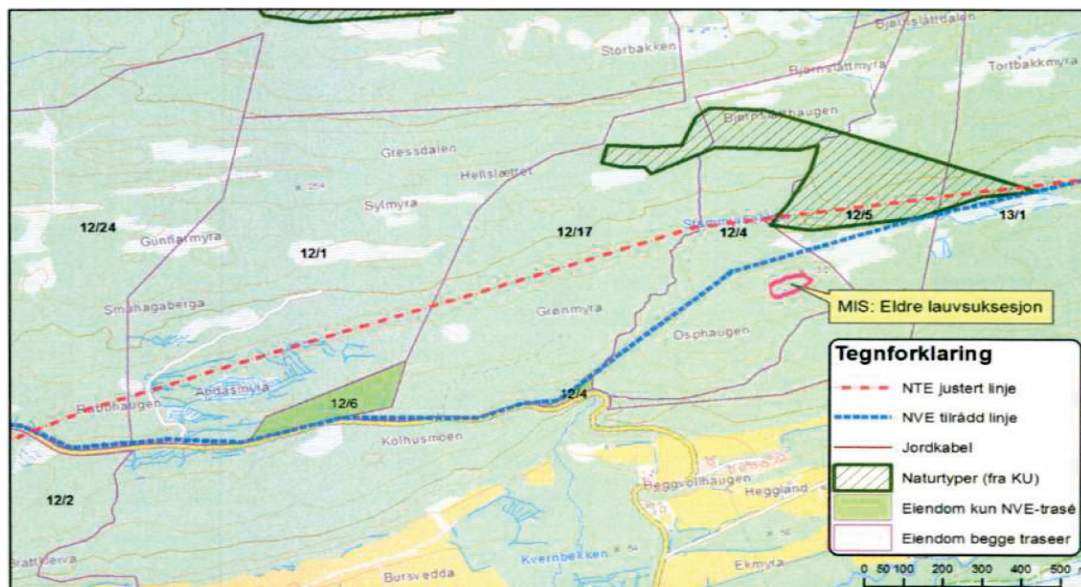 Bjørnslåttdalen
Storbakken
Bjørnslåttmyra
Tortbakkmyra
Bjørnslåtthaugen
Gressdalen
Hellslættet
Sylmyra
12/24
12/17
12/4
12/5
13/1
Gunnarmyra
12/1
Småhagaberga
Grønmyra
MIS: Eldre lauvsuksesjon
Osphaugen
Andåsmyra
12/6
12/4
Kolhusmoen
12/2
Beggvollhaugen
Heggland
Kvernbekken
54
Bursvedda
Ekmyra
Tegnforklaring
NTE justert linje
NVE tilrådd linje
Jordkabel
Naturtyper (fra KU)
Eiendom kun NVE-trasé
Eiendom begge traseer
0 50 100 200 300 400 500